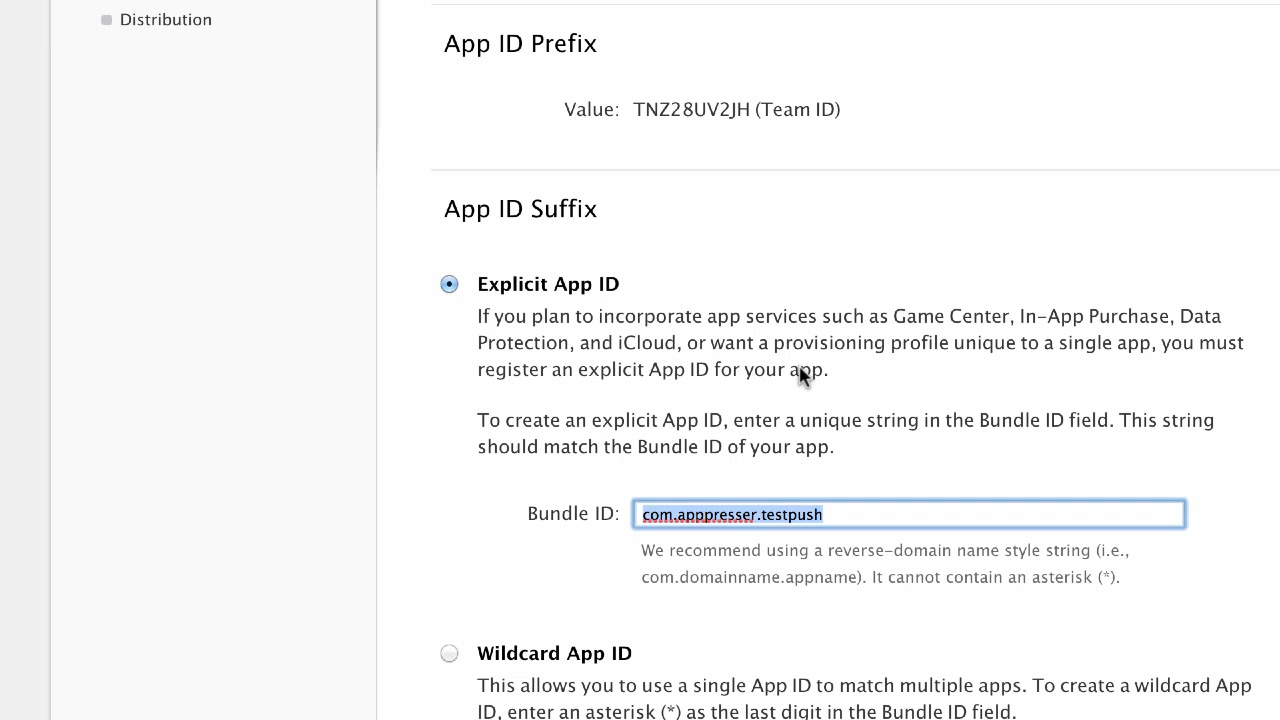 Distribution
App ID Prefix
Value: TNZ28UV2JH (Team ID)
App ID Suffix
Explicit App ID
If you plan to incorporate app services such as Game Center, In-App Purchase, Data
Protection, and iCloud, or want a provisioning profile unique to a single app, you must
register an explicit App ID for your app.
To create an explicit App ID, enter a unique string in the Bundle ID field. This string
should match the Bundle ID of your app.
Bundle ID: com.apppresser.testpush
We recommend using a reverse-domain name style string (i.e.,
com.domainname.appname). It cannot contain an asterisk (*).
Wildcard App ID
This allows you to use a single App ID to match multiple apps. To create a wildcard App
ID, enter an asterisk (*) as the last digit in the Bundle ID field.